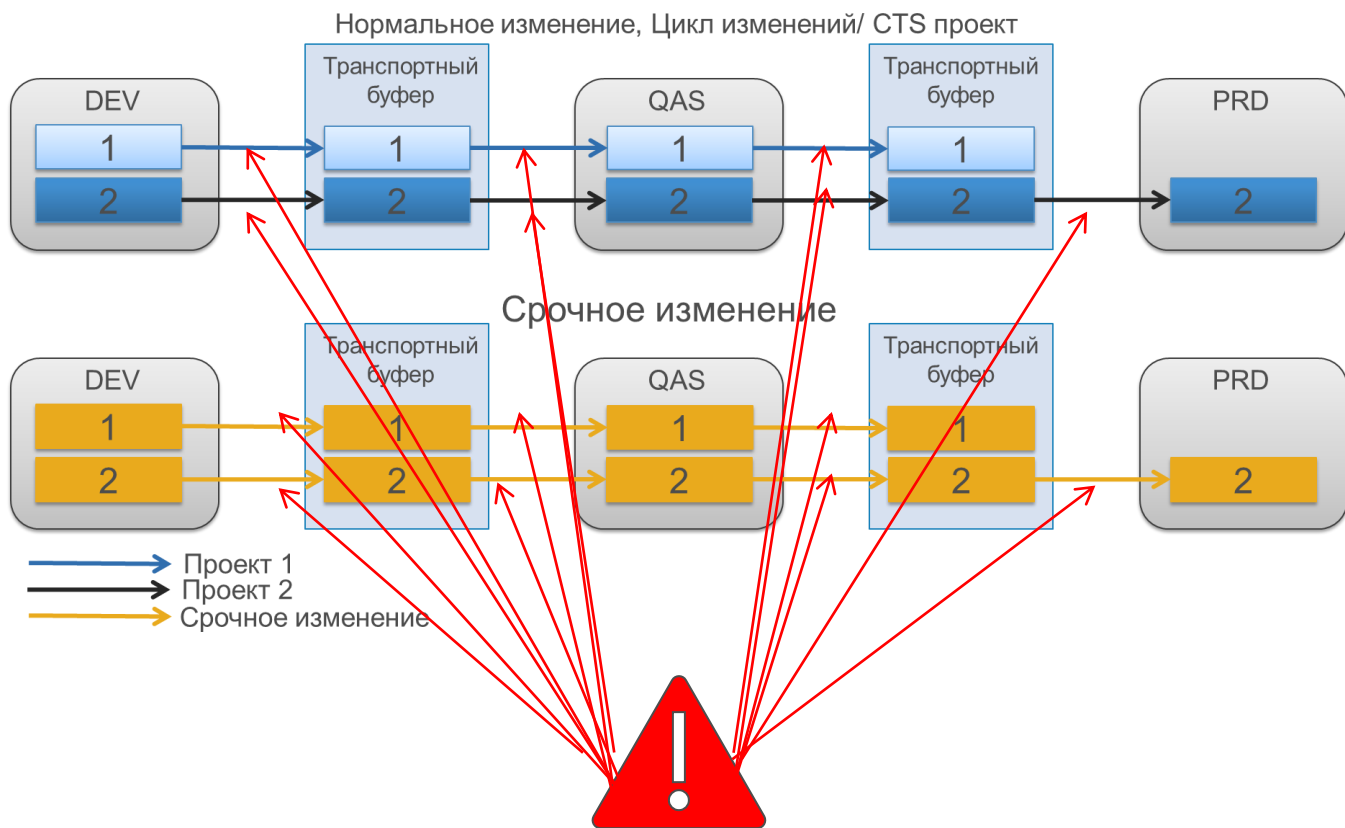 Нормальное изменение, Цикл изменений/ CTS проект
DEV
Транспортный
буфер
QAS
Транспортный
буфер
PRD
1
1
1
1
2
2
2
2
2
Срочное изменение
DEV
Транспортный
буфер
QAS
Транспортный
буфер
PRD
1
1
1
1
2
2
2
2
2
Проект 1
Проект 2
Срочное изменение
!